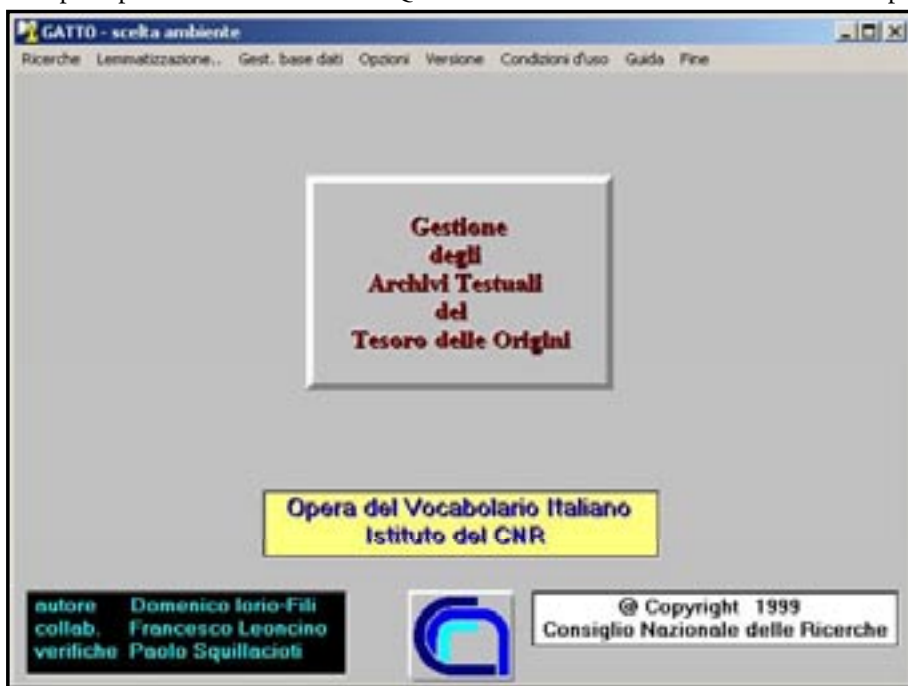 GATTO - scelta ambiente
Ricerche Lemmatizzazione.. Gest. base dati Opzioni Versione Condizioni d'uso Guida Fine
Gestione
degli
Archivi Testuali
del
Tesoro delle Origini
Opera del Vocabolario Italiano
Istituto del CNR
autore Domenico Iorio-Fili
collab. Francesco Leoncino
verifiche Paolo Squillacioti
@ Copyright 1999
Consiglio Nazionale delle Ricerche